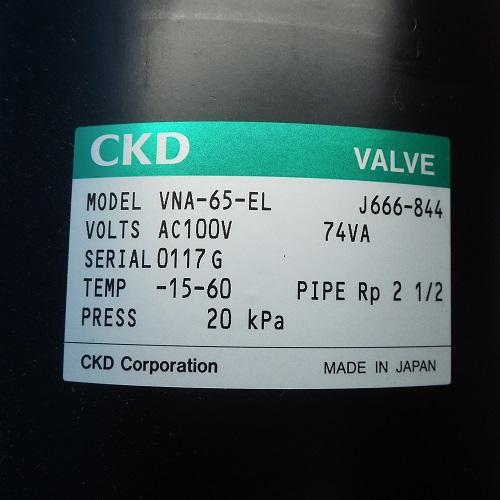 CKD
VALVE
MODEL VNA-65-EL J666-844
VOLTS AC100V 74VA
SERIAL 0117G
TEMP -15-60 PIPE Rp 2 1/2
PRESS 20 kPa
CKD Corporation MADE IN JAPAN